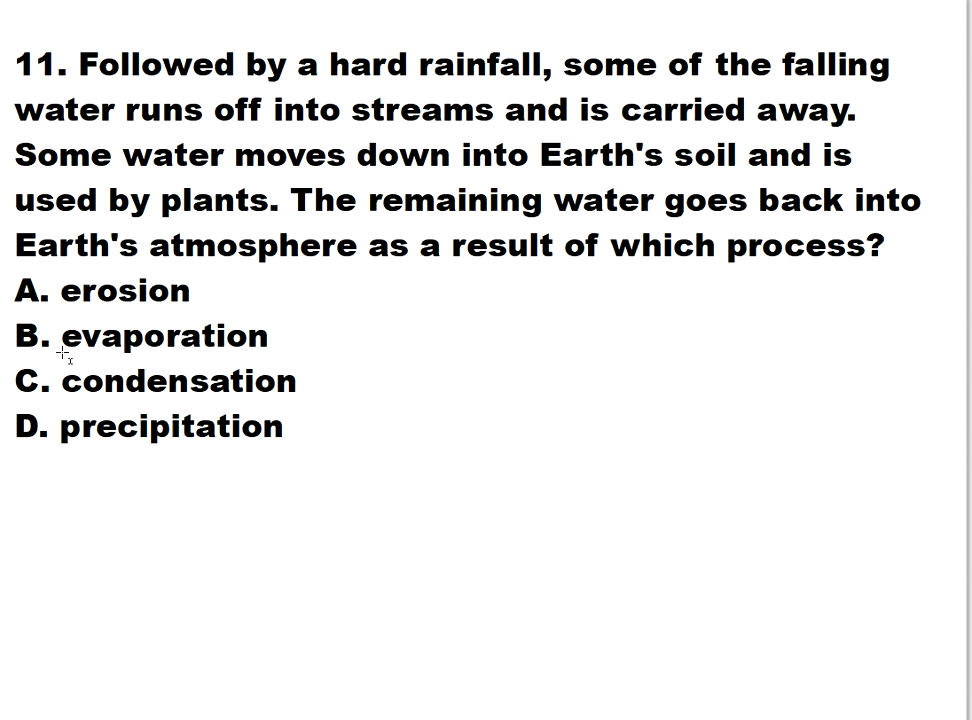 11. Followed by a hard rainfall, some of the falling
water runs off into streams and is carried away.
Some water moves down into Earth's soil and is
used by plants. The remaining water goes back into
Earth's atmosphere as a result of which process?
A. erosion
B. evaporation
C. condensation
D. precipitation